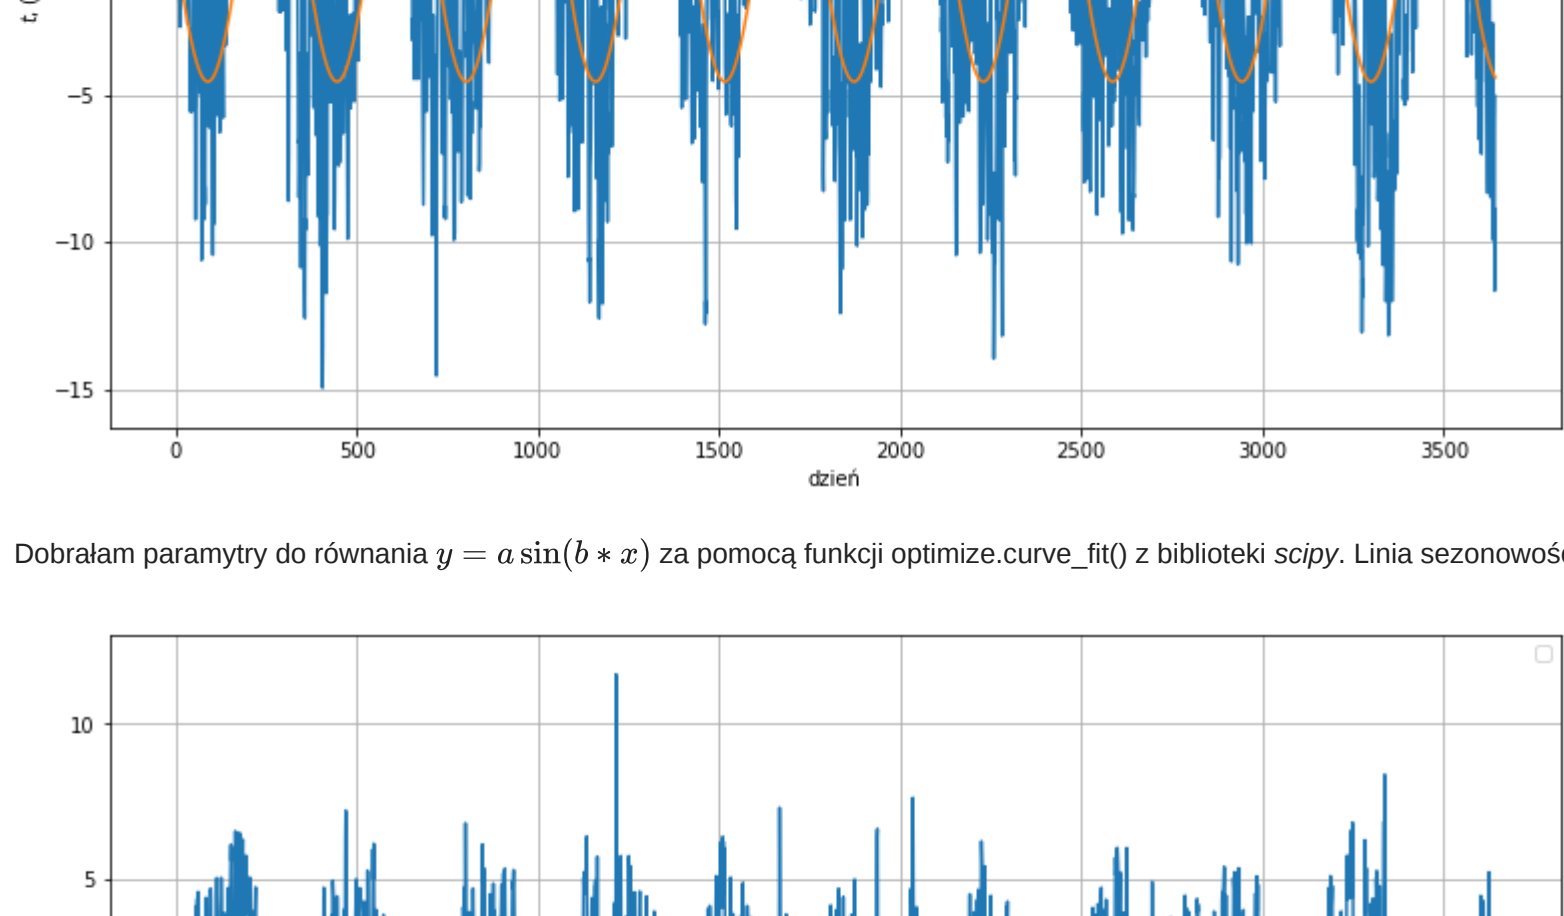 t, (
−5
−10
−15
0 500 1000 1500 2000 2500 3000 3500
dzień
Dobrałam paramytry do równania y = a sin(b * x) za pomocą funkcji optimize.curve_fit() z biblioteki scipy. Linia
10
5